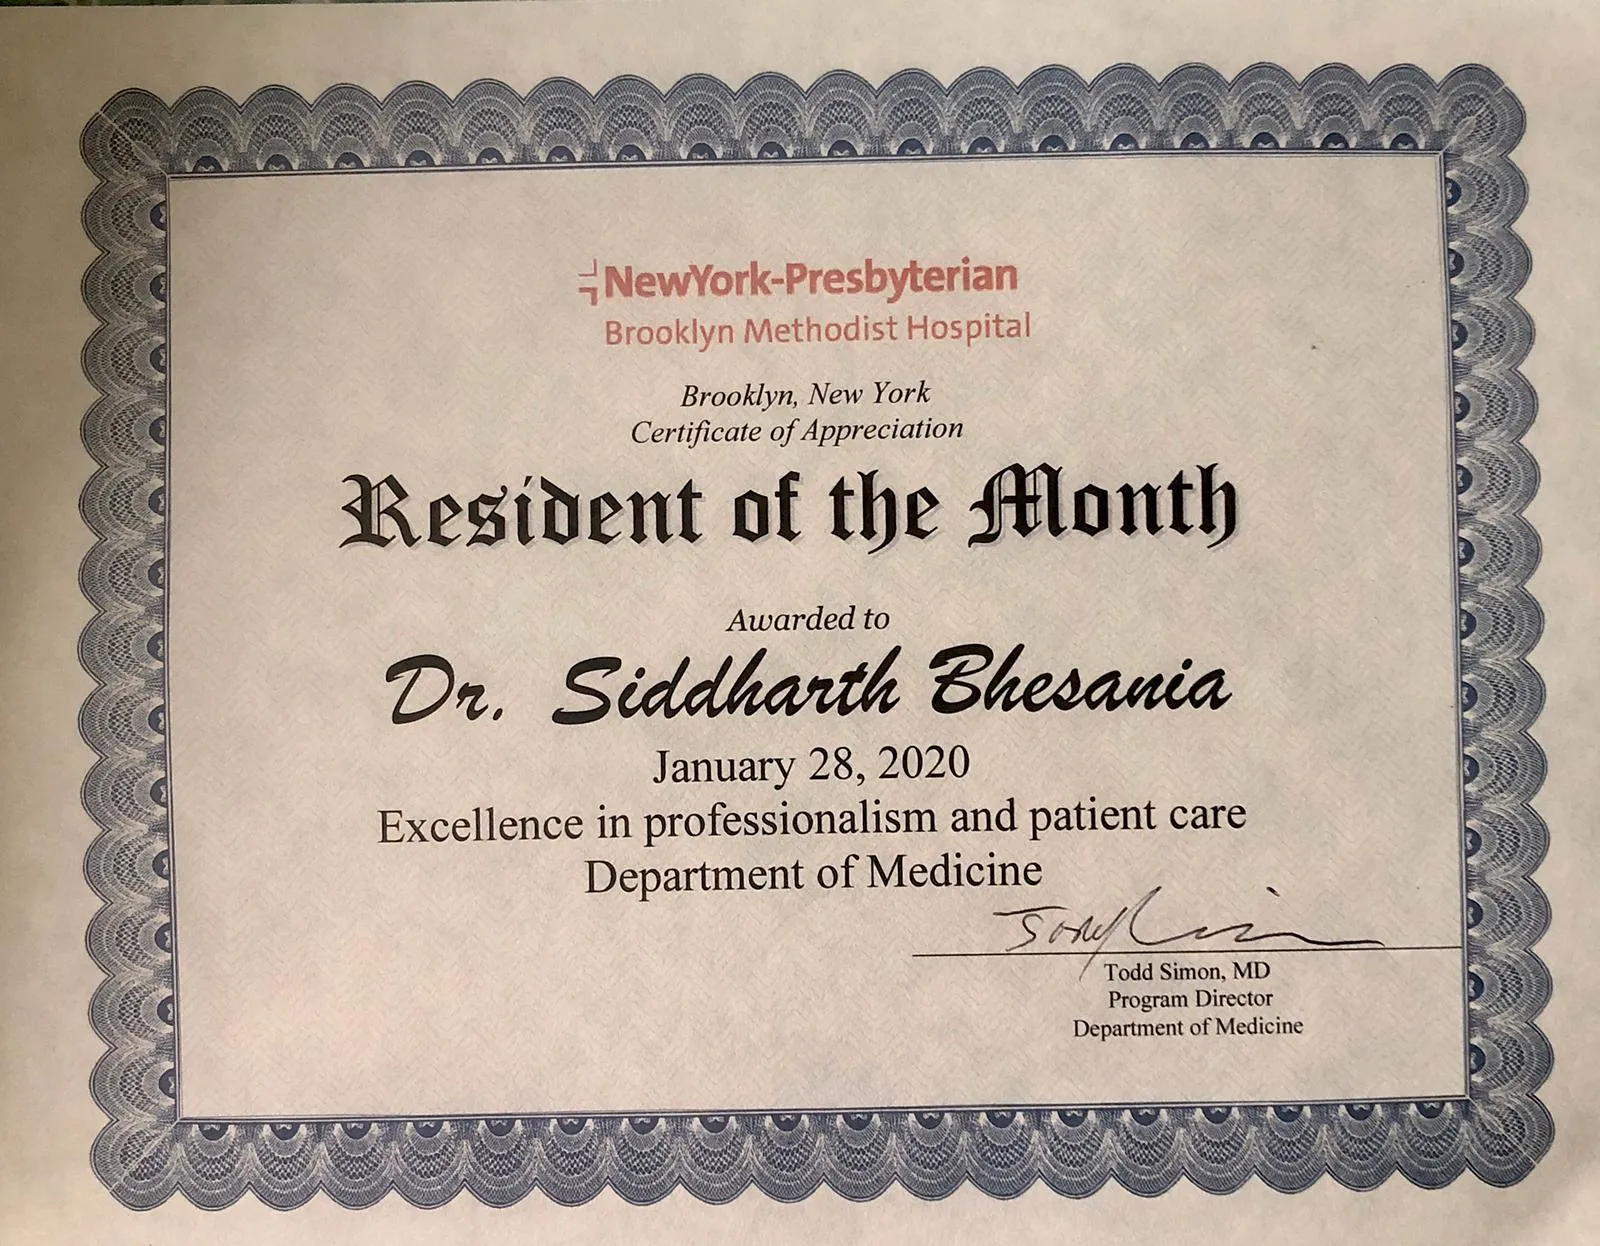 NewYork-Presbyterian
Brooklyn Methodist Hospital
Brooklyn, New York
Certificate of Appreciation
Resident of the Month
Awarded to
Dr. Siddharth Bhesania
January 28, 2020
Excellence in professionalism and patient care
Department of Medicine
Todd Simon, MD
Program Director
Department of Medicine